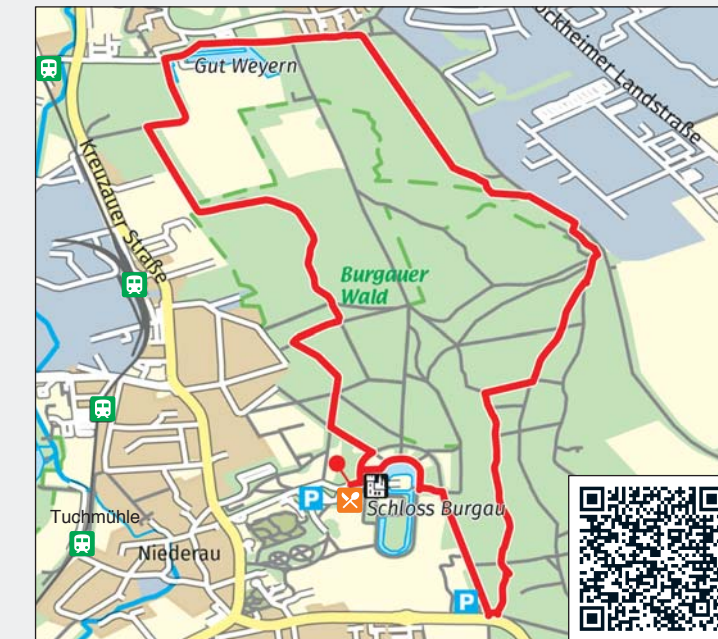 ockheimer Landstraße
Gut Weyern
Kreuzauer Straße
Burgauer
Wald
P
Schloss Burgau
Tuchmühle
Niederau
P